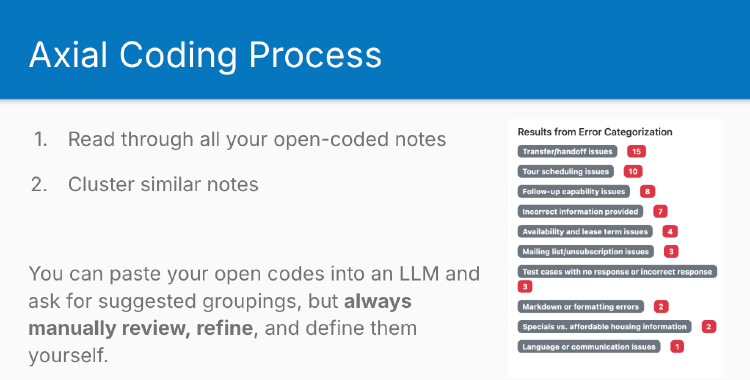 Axial Coding Process
1. Read through all your open-coded notes
2. Cluster similar notes
You can paste your open codes into an LLM and
ask for suggested groupings, but always
manually review, refine, and define them
yourself.
Results from Error Categorization
Transfer/handoff issues 15
Tour scheduling issues 10
Follow-up capability issues 8
Incorrect information provided 7
Availability and lease term issues 4
Mailing list/unsubscription issues 3
Test cases with no response or incorrect response
3
Markdown or formatting errors 2
Specials vs. affordable housing information 2
Language or communication issues 1